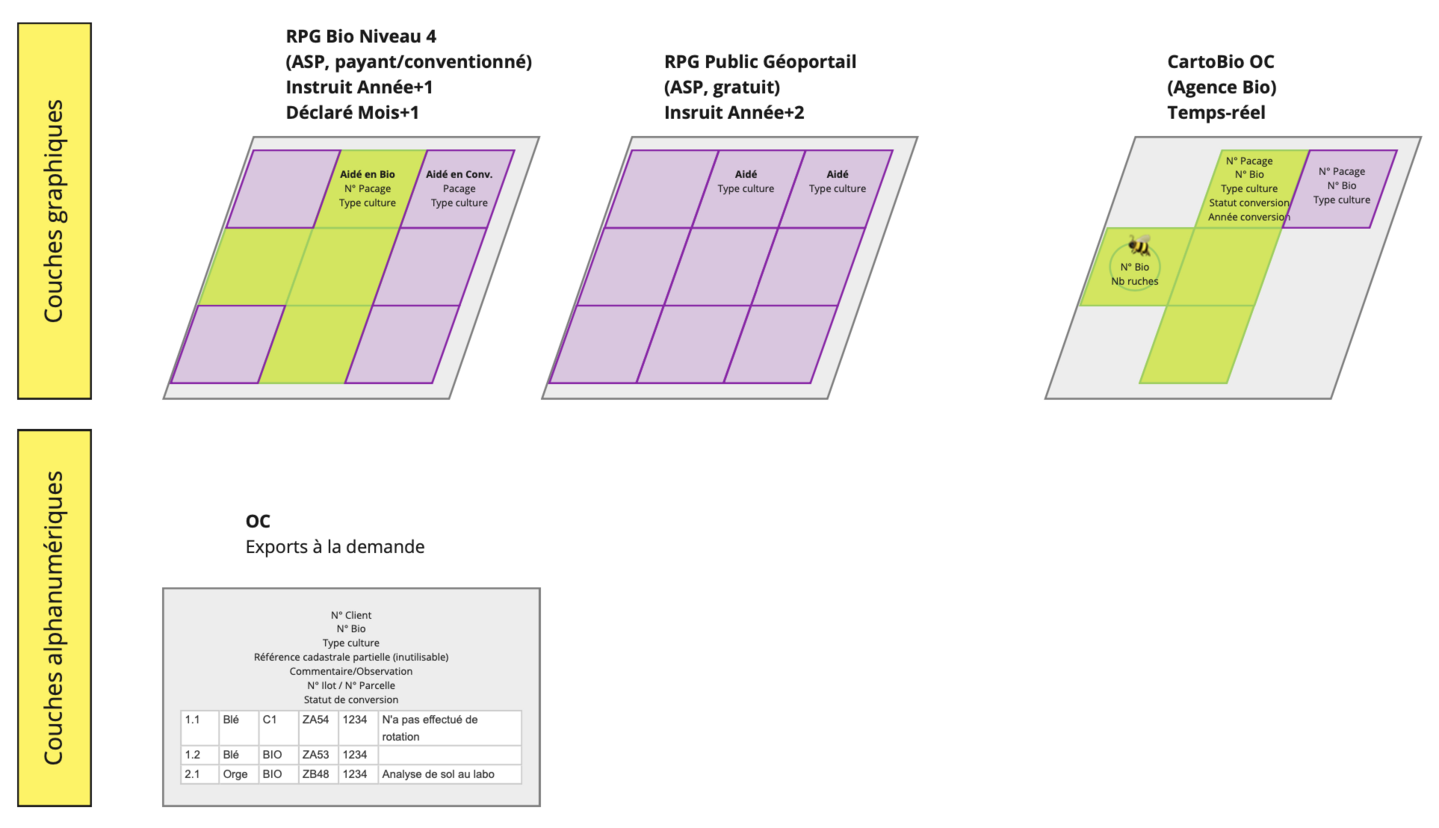 Couches graphiques
RPG Bio Niveau 4
(ASP, payant/conventionné)
Instruit Année+1
Déclaré Mois+1
Aidé en Bio
N° Pacage
Type culture
Aidé en Conv.
Pacage
Type culture
RPG Public Géoportail
(ASP, gratuit)
Insruit Année+2
Aidé
Type culture
Aidé
Type culture
CartoBio OC
(Agence Bio)
Temps-réel
N° Pacage
N° Bio
Type culture
Statut conversion
Année conversion
N° Pacage
N° Bio
Type culture
N° Bio
Nb ruches
Couches alphanumériques
OC
Exports à la demande
N° Client
N° Bio
Type culture
Référence cadastrale partielle (inutilisable)
Commentaire/Observation
N° Ilot / N° Parcelle
Statut de conversion
1.1 Blé C1 ZA54 1234 N'a pas effectué de
rotation
1.2 Blé BIO ZA53 1234
2.1 Orge BIO ZB48 1234 Analyse de sol au labo